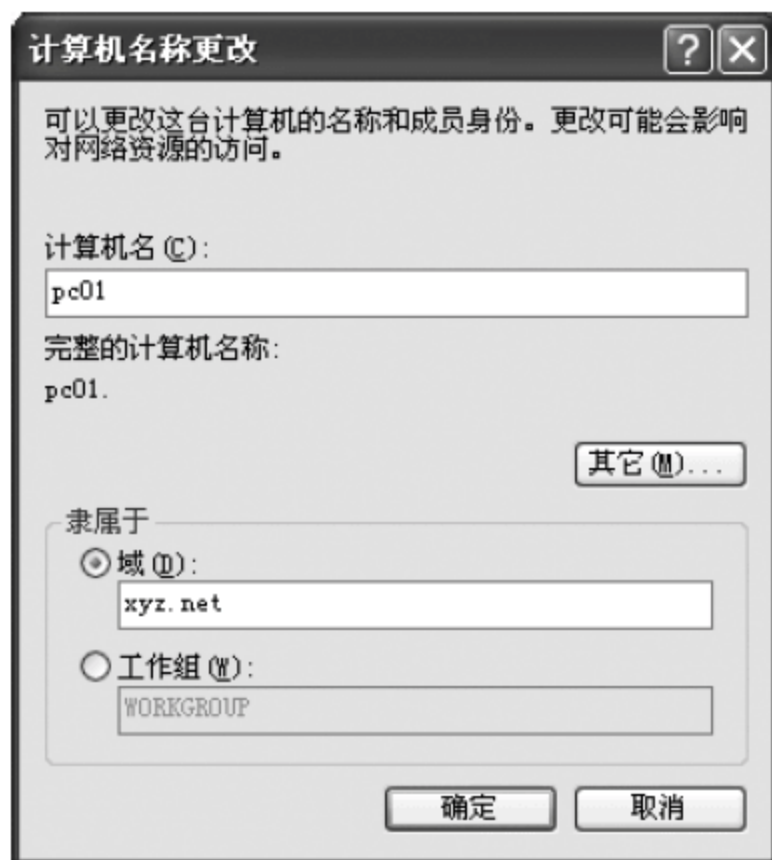 计算机名称更改
可以更改这台计算机的名称和成员身份。更改可能会影响
对网络资源的访问。
计算机名(C):
pc01
完整的计算机名称:
pc01.
其它(M)...
隶属于
域(D):
xyz.net
工作组(W):
WORKGROUP
确定 取消